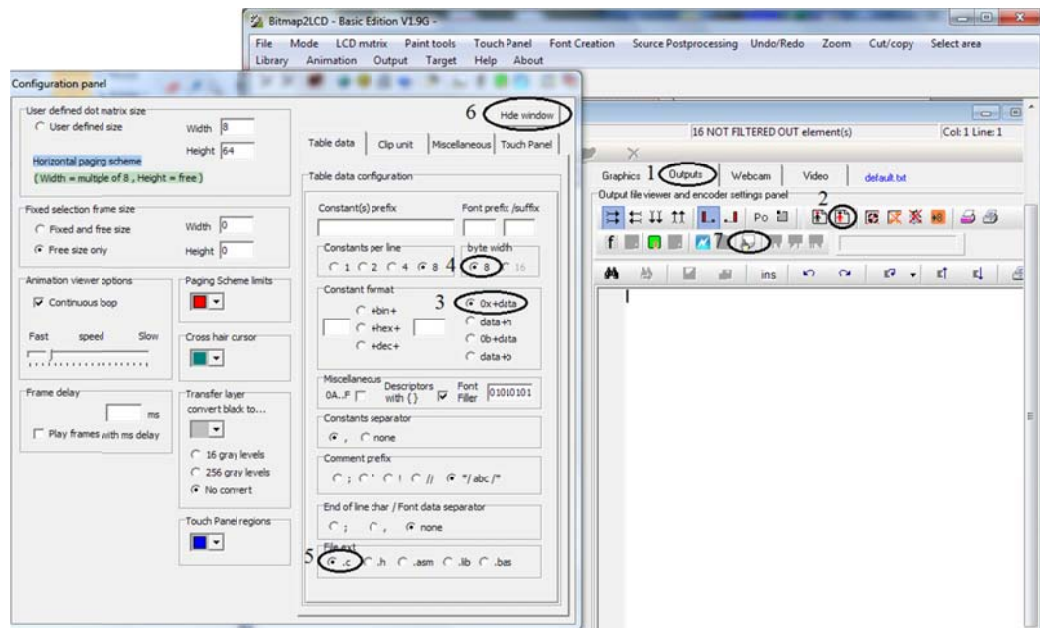 Bitmap2LCD - Basic Edition V1.9G -
File Mode LCD matrix Paint tools Touch Panel Font Creation Source Postprocessing Undo/Redo Zoom Cut/copy Select area
Library Animation Output Target Help About
Configuration panel
User defined dot matrix size
User defined size
Width 8
Height 64
Horizontal paging scheme
( Width = multiple of 8 , Height = free )
Fixed selection frame size
Fixed and free size
Free size only
Width 0
Height 0
Animation viewer options
Continuous loop
Fast speed Slow
Frame delay
ms
Play frames with ms delay
Paging Scheme limits
Cross hair cursor
Transfer layer
convert black to...
16 gray levels
256 gray levels
No convert
Touch Panel regions
6 Hide window
Table data Clip unit Miscellaneous Touch Panel
Table data configuration
Constant(s) prefix Font prefix /suffix
Constants per line byte width
1 2 4 8 4 8 16
Constant format
+bin+
+hex+
+dec+
3 0x+data
data+h
0b+data
data+b
Miscellaneous
0A..F Descriptors with { } Font Filler 01010101
Constants separator
, none
Comment prefix
; ' ! // "/ abc /"
End of line char / Font data separator
; , none
File ext
5 .c .h .asm .lib .bas
16 NOT FILTERED OUT element(s) Col: 1 Line: 1
Graphics 1 Outputs Webcam Video default.txt
Output file viewer and encoder settings panel
2
Po
+8
f
7
ins